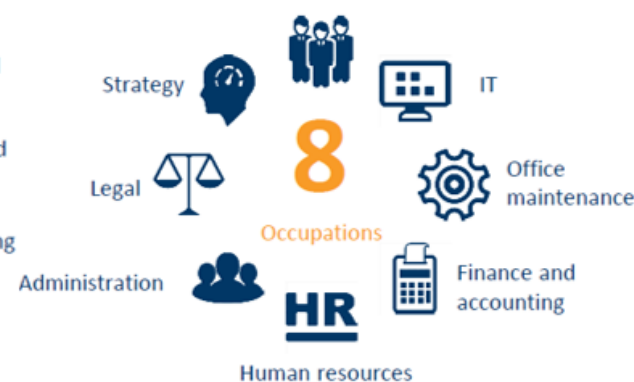 Strategy
IT
8
Occupations
Office
maintenance
Legal
Administration
Finance and
accounting
HR
Human resources